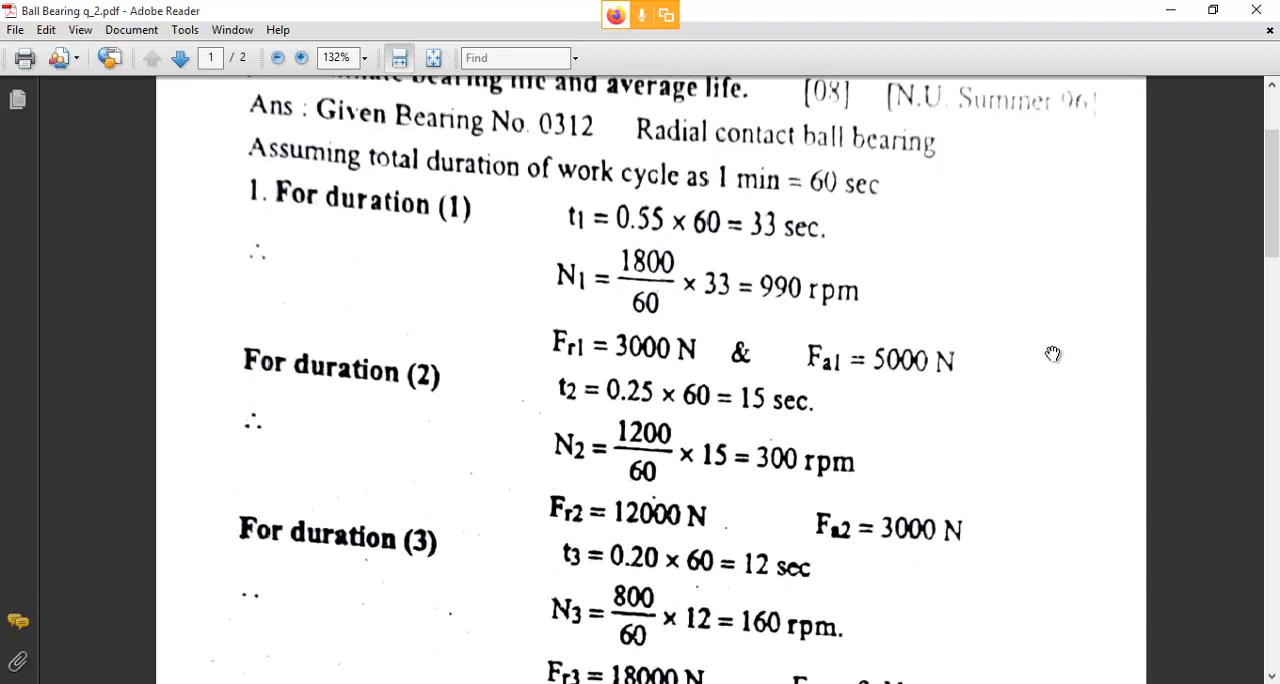 Ball Bearing q_2.pdf - Adobe Reader
File Edit View Document Tools Window Help
1 / 2 132% Find
bearing life and average life. [08] [N.U. Summer 96]
Ans : Given Bearing No. 0312 Radial contact ball bearing
Assuming total duration of work cycle as 1 min = 60 sec
1. For duration (1) t1 = 0.55 × 60 = 33 sec.
∴ N1 = 1800/60 × 33 = 990 rpm
Fr1 = 3000 N & Fa1 = 5000 N
For duration (2) t2 = 0.25 × 60 = 15 sec.
∴ N2 = 1200/60 × 15 = 300 rpm
Fr2 = 12000 N Fa2 = 3000 N
For duration (3) t3 = 0.20 × 60 = 12 sec
N3 = 800/60 × 12 = 160 rpm.
Fr3 = 18000 N